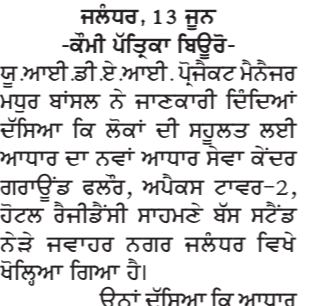 ਜਲੰਧਰ, 13 ਜੂਨ
-ਕੌਮੀ ਪੱਤ੍ਰਿਕਾ ਬਿਊਰੋ-
ਯੂ.ਆਈ.ਡੀ.ਏ.ਆਈ. ਪ੍ਰੋਜੈਕਟ ਮੈਨੈਜਰ
ਮਧੁਰ ਬਾਂਸਲ ਨੇ ਜਾਣਕਾਰੀ ਦਿੰਦਿਆਂ
ਦੱਸਿਆ ਕਿ ਲੋਕਾਂ ਦੀ ਸਹੂਲਤ ਲਈ
ਆਧਾਰ ਦਾ ਨਵਾਂ ਆਧਾਰ ਸੇਵਾ ਕੇਂਦਰ
ਗਰਾਊਂਡ ਫਲੌਰ, ਅਪੈਕਸ ਟਾਵਰ-2,
ਹੋਟਲ ਰੈਜੀਡੈਂਸੀ ਸਾਹਮਣੇ ਬੱਸ ਸਟੈਂਡ
ਨੇੜੇ ਜਵਾਹਰ ਨਗਰ ਜਲੰਧਰ ਵਿਖੇ
ਖੋਲ੍ਹਿਆ ਗਿਆ ਹੈ।
ਉਨਾਂ ਦੱਸਿਆ ਕਿ ਆਧਾਰ